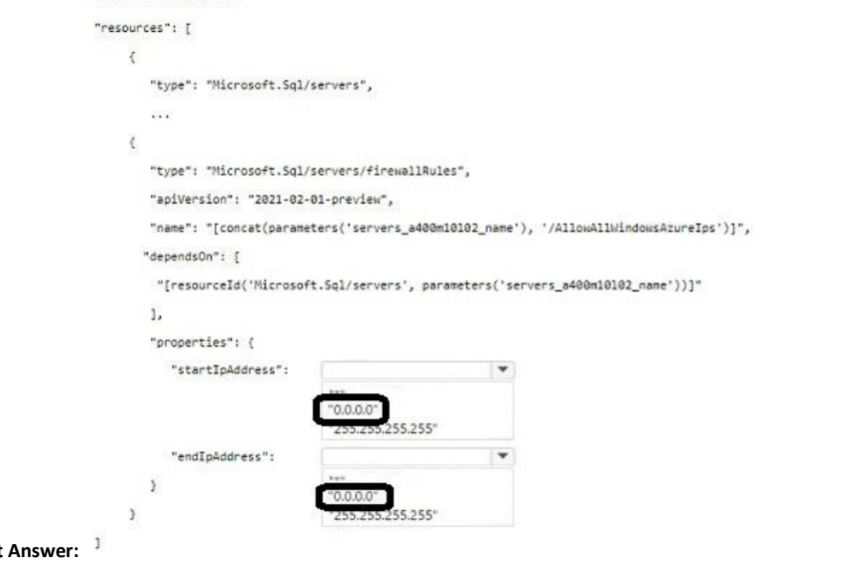 "resources": [
{
"type": "Microsoft.Sql/servers",
...
{
"type": "Microsoft.Sql/servers/firewallRules",
"apiVersion": "2021-02-01-preview",
"name": "[concat(parameters('servers_a400m10102_name'), '/AllowAllWindowsAzureIps')]",
"dependsOn": [
"[resourceId('Microsoft.Sql/servers', parameters('servers_a400m10102_name'))]"
],
"properties": {
"startIpAddress":
"0.0.0.0"
"255.255.255.255"
"endIpAddress":
"0.0.0.0"
"255.255.255.255"
}
}
]
t Answer: